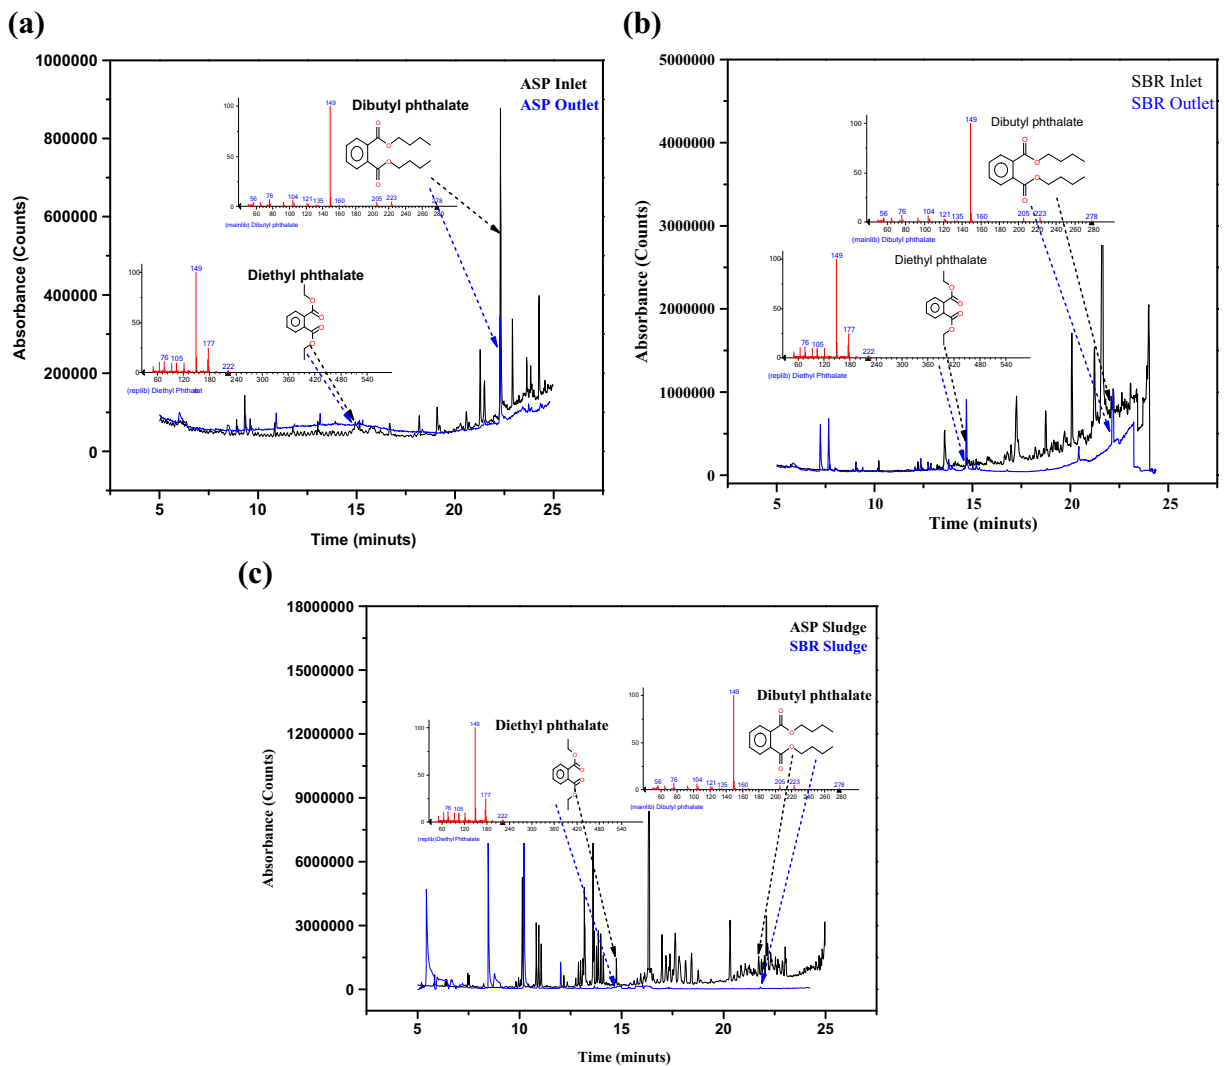 (a)
1000000
800000
600000
400000
200000
0
Absorbance (Counts)
5
10
15
20
25
Time (minuts)
ASP Inlet
ASP Outlet
Dibutyl phthalate
100
50
0
149
56
76
104
121
135
160
205
223
278
60 80 100 120 140 160 180 200 220 240 260 280
(mainlib) Dibutyl phthalate
Diethyl phthalate
100
50
0
149
177
76
105
222
60 120 180 240 300 360 420 480 540
(replib) Diethyl Phthalat
(b)
5000000
4000000
3000000
2000000
1000000
0
Absorbance (Counts)
5
10
15
20
25
Time (minuts)
SBR Inlet
SBR Outlet
Dibutyl phthalate
100
50
0
149
56
76
104
121
135
160
205
223
278
60 80 100 120 140 160 180 200 220 240 260 280
(mainlib) Dibutyl phthalate
Diethyl phthalate
100
50
0
149
177
76
105
222
60 120 180 240 300 360 420 480 540
(replib) Diethyl Phthalate
(c)
18000000
15000000
12000000
9000000
6000000
3000000
0
Absorbance (Counts)
5
10
15
20
25
Time (minuts)
ASP Sludge
SBR Sludge
Dibutyl phthalate
100
50
0
149
56
76
104
121
135
160
205
223
278
60 80 100 120 140 160 180 200 220 240 260 280
(mainlib) Dibutyl phthalate
Diethyl phthalate
100
50
0
149
177
76
105
222
60 120 180 240 300 360 420 480 540
(replib) Diethyl Phthalate